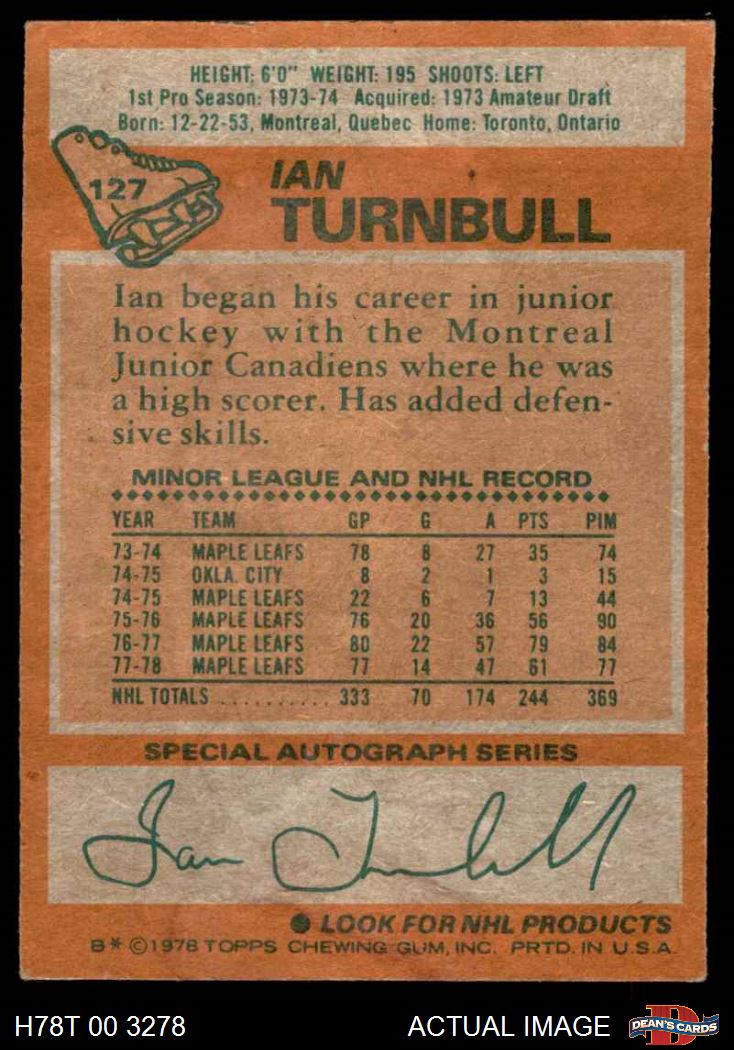 HEIGHT: 6'0" WEIGHT: 195 SHOOTS: LEFT
1st Pro Season: 1973-74 Acquired: 1973 Amateur Draft
Born: 12-22-53, Montreal, Quebec Home: Toronto, Ontario
127
IAN
TURNBULL
Ian began his career in junior
hockey with the Montreal
Junior Canadiens where he was
a high scorer. Has added defen-
sive skills.
MINOR LEAGUE AND NHL RECORD
YEAR TEAM GP G A PTS PIM
73-74 MAPLE LEAFS 78 8 27 35 74
74-75 OKLA. CITY 8 2 1 3 15
74-75 MAPLE LEAFS 22 6 7 13 44
75-76 MAPLE LEAFS 76 20 36 56 90
76-77 MAPLE LEAFS 80 22 57 79 84
77-78 MAPLE LEAFS 77 14 47 61 77
NHL TOTALS .......... 333 70 174 244 369
SPECIAL AUTOGRAPH SERIES
Ian Turnbull
● LOOK FOR NHL PRODUCTS
B* ©1978 TOPPS CHEWING GUM, INC. PRTD. IN U.S.A.
H78T 00 3278 ACTUAL IMAGE
D
DEAN'S CARDS